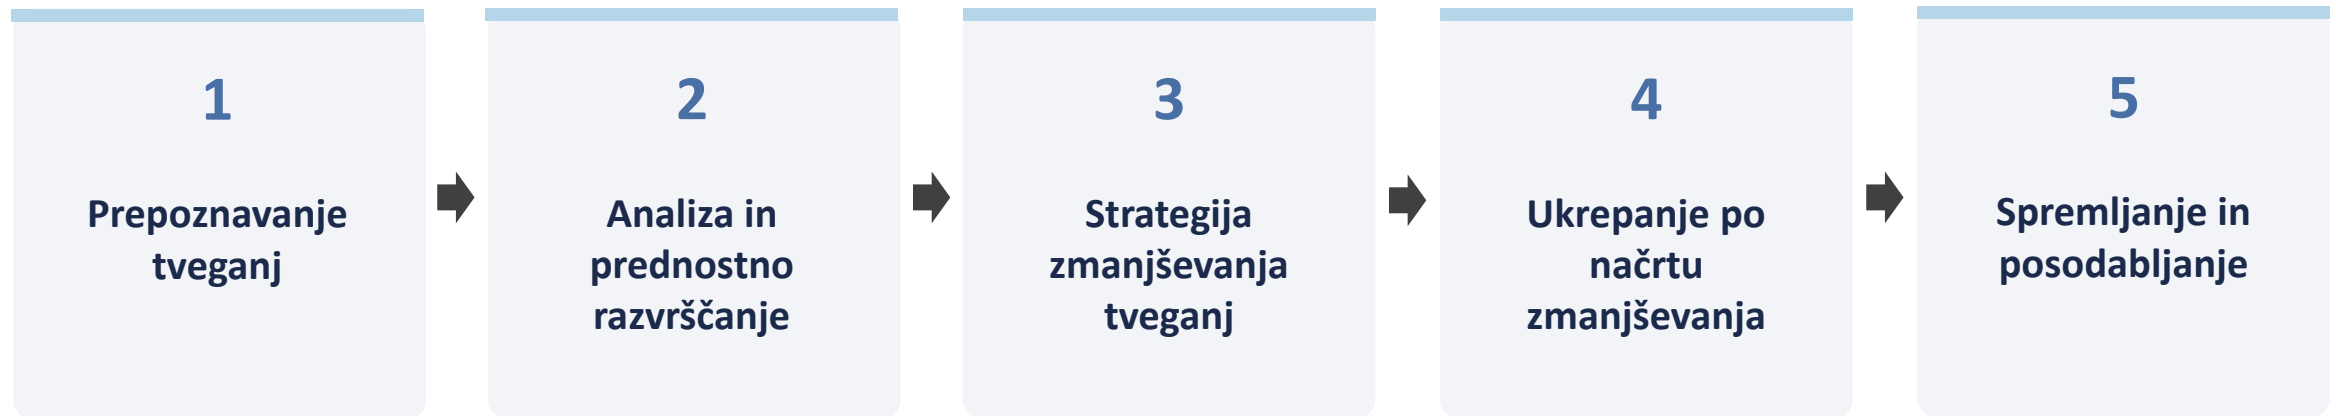 1
Prepoznavanje
tveganj
2
Analiza in
prednostno
razvrščanje
3
Strategija
zmanjševanja
tveganj
4
Ukrepanje po
načrtu
zmanjševanja
5
Spremljanje in
posodabljanje